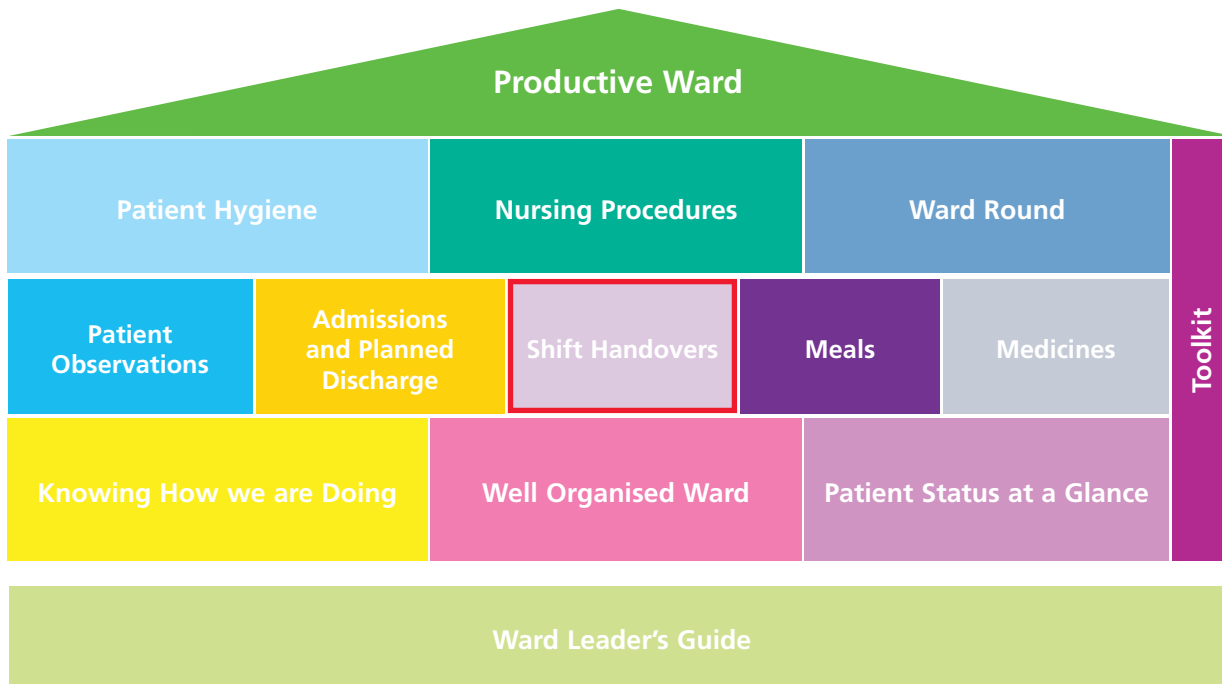 Productive Ward
Patient Hygiene
Nursing Procedures
Ward Round
Patient
Observations
Admissions
and Planned
Discharge
Shift Handovers
Meals
Medicines
Toolkit
Knowing How we are Doing
Well Organised Ward
Patient Status at a Glance
Ward Leader's Guide